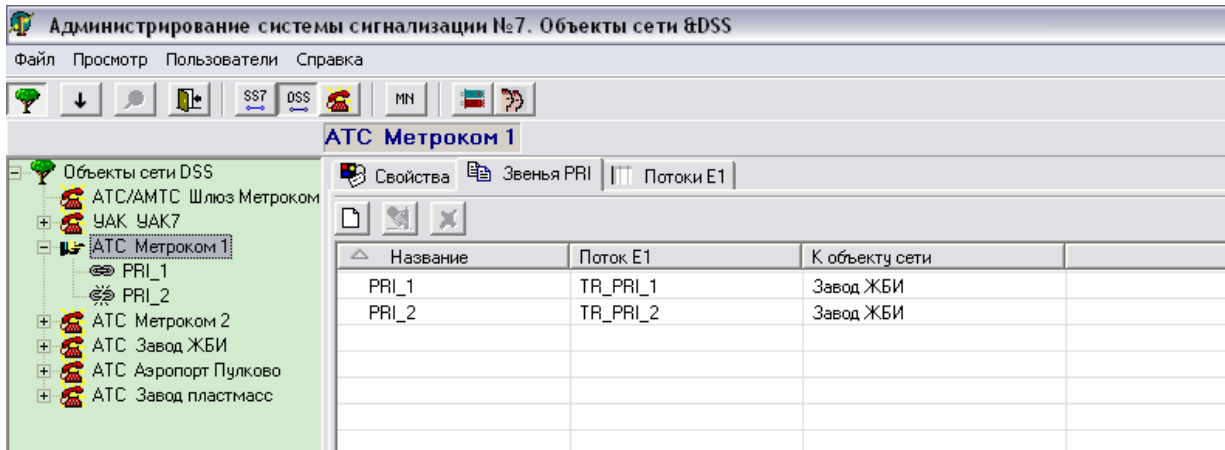 Администрирование системы сигнализации №7. Объекты сети &DSS
Файл Просмотр Пользователи Справка
SS7 DSS MN
АТС Метроком 1
Объекты сети DSS
АТС/АМТС Шлюз Метроком
УАК УАК7
АТС Метроком 1
PRI_1
PRI_2
АТС Метроком 2
АТС Завод ЖБИ
АТС Аэропорт Пулково
АТС Завод пластмасс
Свойства Звенья PRI Потоки E1
Название Поток E1 К объекту сети
PRI_1 TR_PRI_1 Завод ЖБИ
PRI_2 TR_PRI_2 Завод ЖБИ